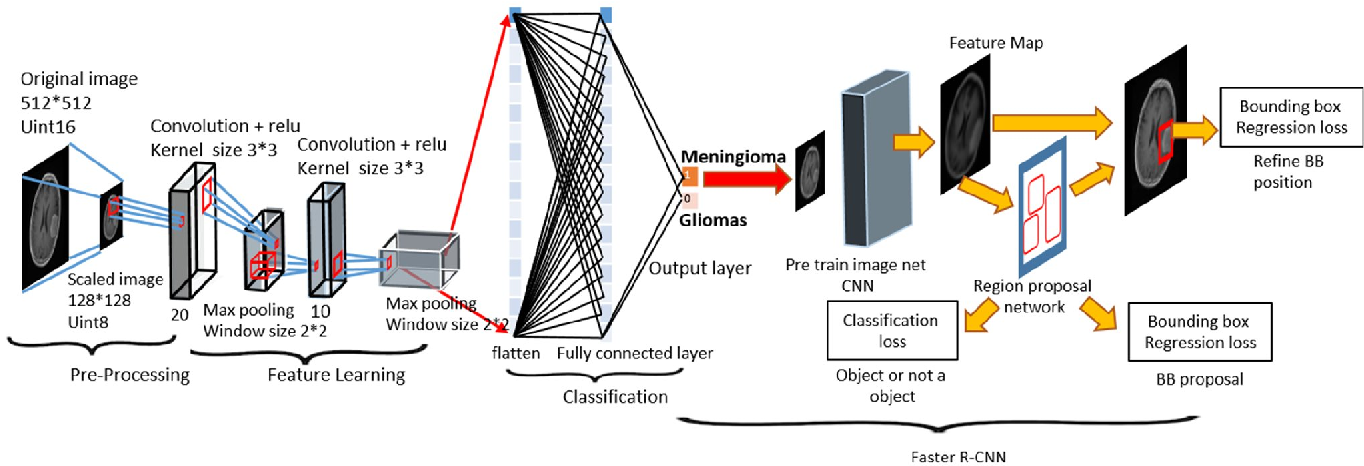 Original image
512*512
Uint16
Scaled image
128*128
Uint8
Pre-Processing
Convolution + relu
Kernel size 3*3
20
Max pooling
Window size 2*2
Convolution + relu
Kernel size 3*3
10
Max pooling
Window size 2*2
Feature Learning
flatten
Fully connected layer
Classification
Meningioma
1
0
Gliomas
Output layer
Pre train image net
CNN
Feature Map
Region proposal
network
Classification
loss
Object or not a
object
Bounding box
Regression loss
BB proposal
Bounding box
Regression loss
Refine BB
position
Faster R-CNN